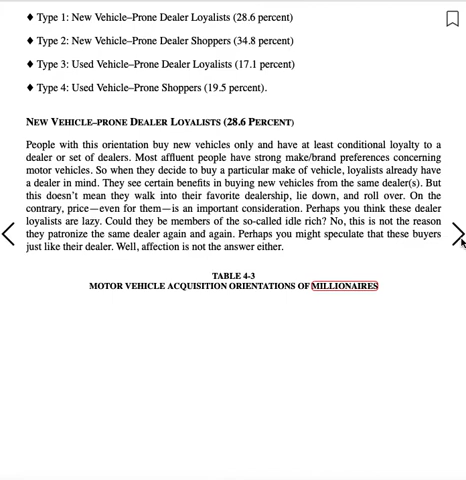 ♦ Type 1: New Vehicle–Prone Dealer Loyalists (28.6 percent)
♦ Type 2: New Vehicle–Prone Dealer Shoppers (34.8 percent)
♦ Type 3: Used Vehicle–Prone Dealer Loyalists (17.1 percent)
♦ Type 4: Used Vehicle–Prone Shoppers (19.5 percent).
NEW VEHICLE–PRONE DEALER LOYALISTS (28.6 PERCENT)
People with this orientation buy new vehicles only and have at least conditional loyalty to a
dealer or set of dealers. Most affluent people have strong make/brand preferences concerning
motor vehicles. So when they decide to buy a particular make of vehicle, loyalists already have
a dealer in mind. They see certain benefits in buying new vehicles from the same dealer(s). But
this doesn't mean they walk into their favorite dealership, lie down, and roll over. On the
contrary, price—even for them—is an important consideration. Perhaps you think these dealer
loyalists are lazy. Could they be members of the so-called idle rich? No, this is not the reason
they patronize the same dealer again and again. Perhaps you might speculate that these buyers
just like their dealer. Well, affection is not the answer either.
TABLE 4-3
MOTOR VEHICLE ACQUISITION ORIENTATIONS OF MILLIONAIRES